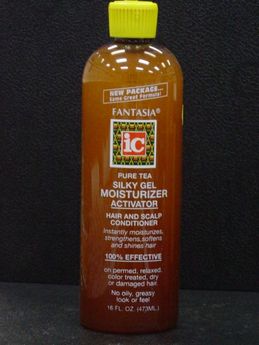 NEW PACKAGE...
Same Great Formula!
FANTASIA®
ic
PURE TEA
SILKY GEL
MOISTURIZER
ACTIVATOR
HAIR AND SCALP
CONDITIONER
Instantly moisturizes,
strengthens, softens
and shines hair
100% EFFECTIVE
on permed, relaxed,
color treated, dry
or damaged hair.
No oily, greasy
look or feel
16 FL. OZ. (473ML)